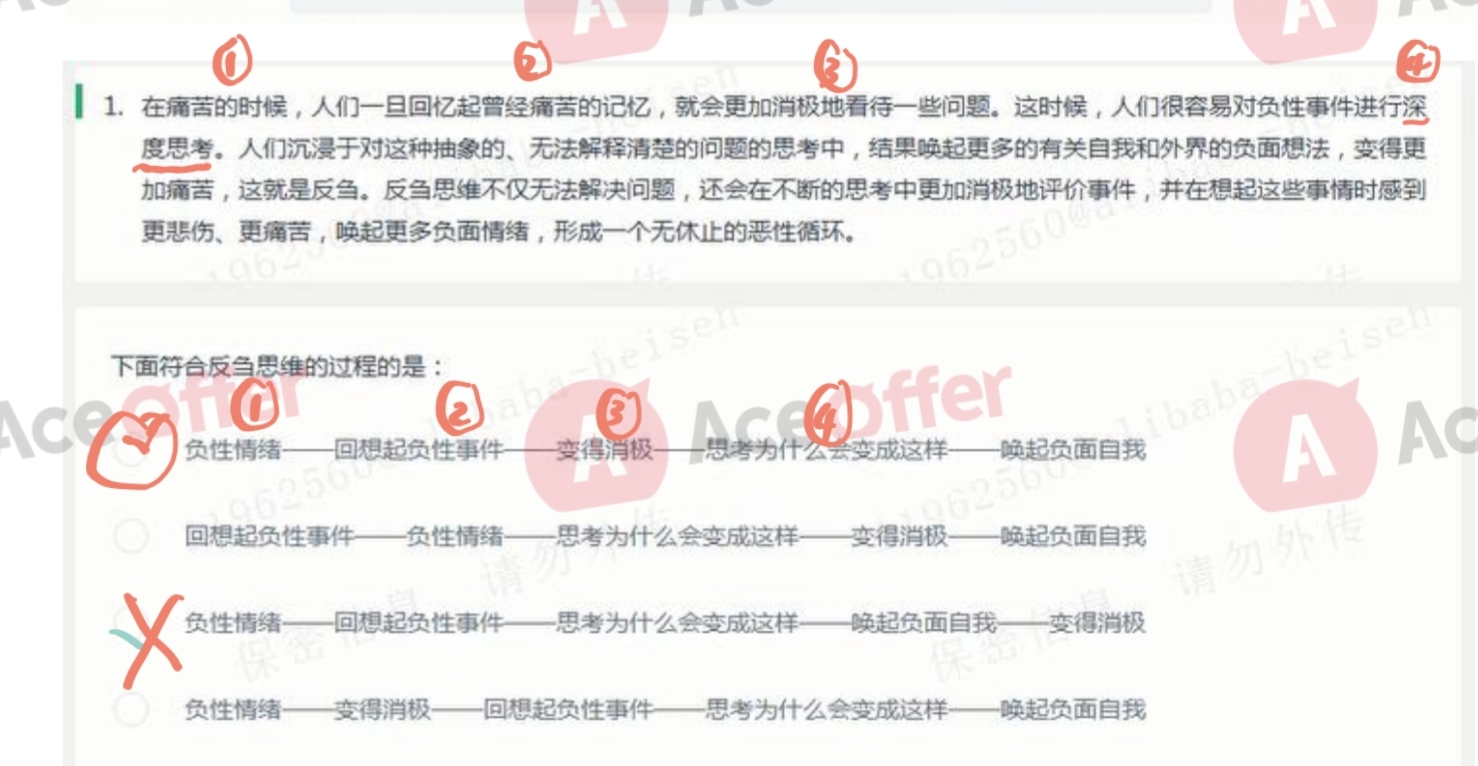 ① ② ③ ④
1. 在痛苦的时候，人们一旦回忆起曾经痛苦的记忆，就会更加消极地看待一些问题。这时候，人们很容易对负性事件进行深
度思考。人们沉浸于对这种抽象的、无法解释清楚的问题的思考中，结果唤起更多的有关自我和外界的负面想法，变得更
加痛苦，这就是反刍。反刍思维不仅无法解决问题，还会在不断的思考中更加消极地评价事件，并在想起这些事情时感到
更悲伤、更痛苦，唤起更多负面情绪，形成一个无休止的恶性循环。
下面符合反刍思维的过程的是：
AceOffer AceOffer Ac
① ② ③ ④
负性情绪——回想起负性事件——变得消极——思考为什么会变成这样——唤起负面自我
回想起负性事件——负性情绪——思考为什么会变成这样——变得消极——唤起负面自我
请勿外传 请勿外传
负性情绪——回想起负性事件——思考为什么会变成这样——唤起负面自我——变得消极
保密信息 保密信息
负性情绪——变得消极——回想起负性事件——思考为什么会变成这样——唤起负面自我